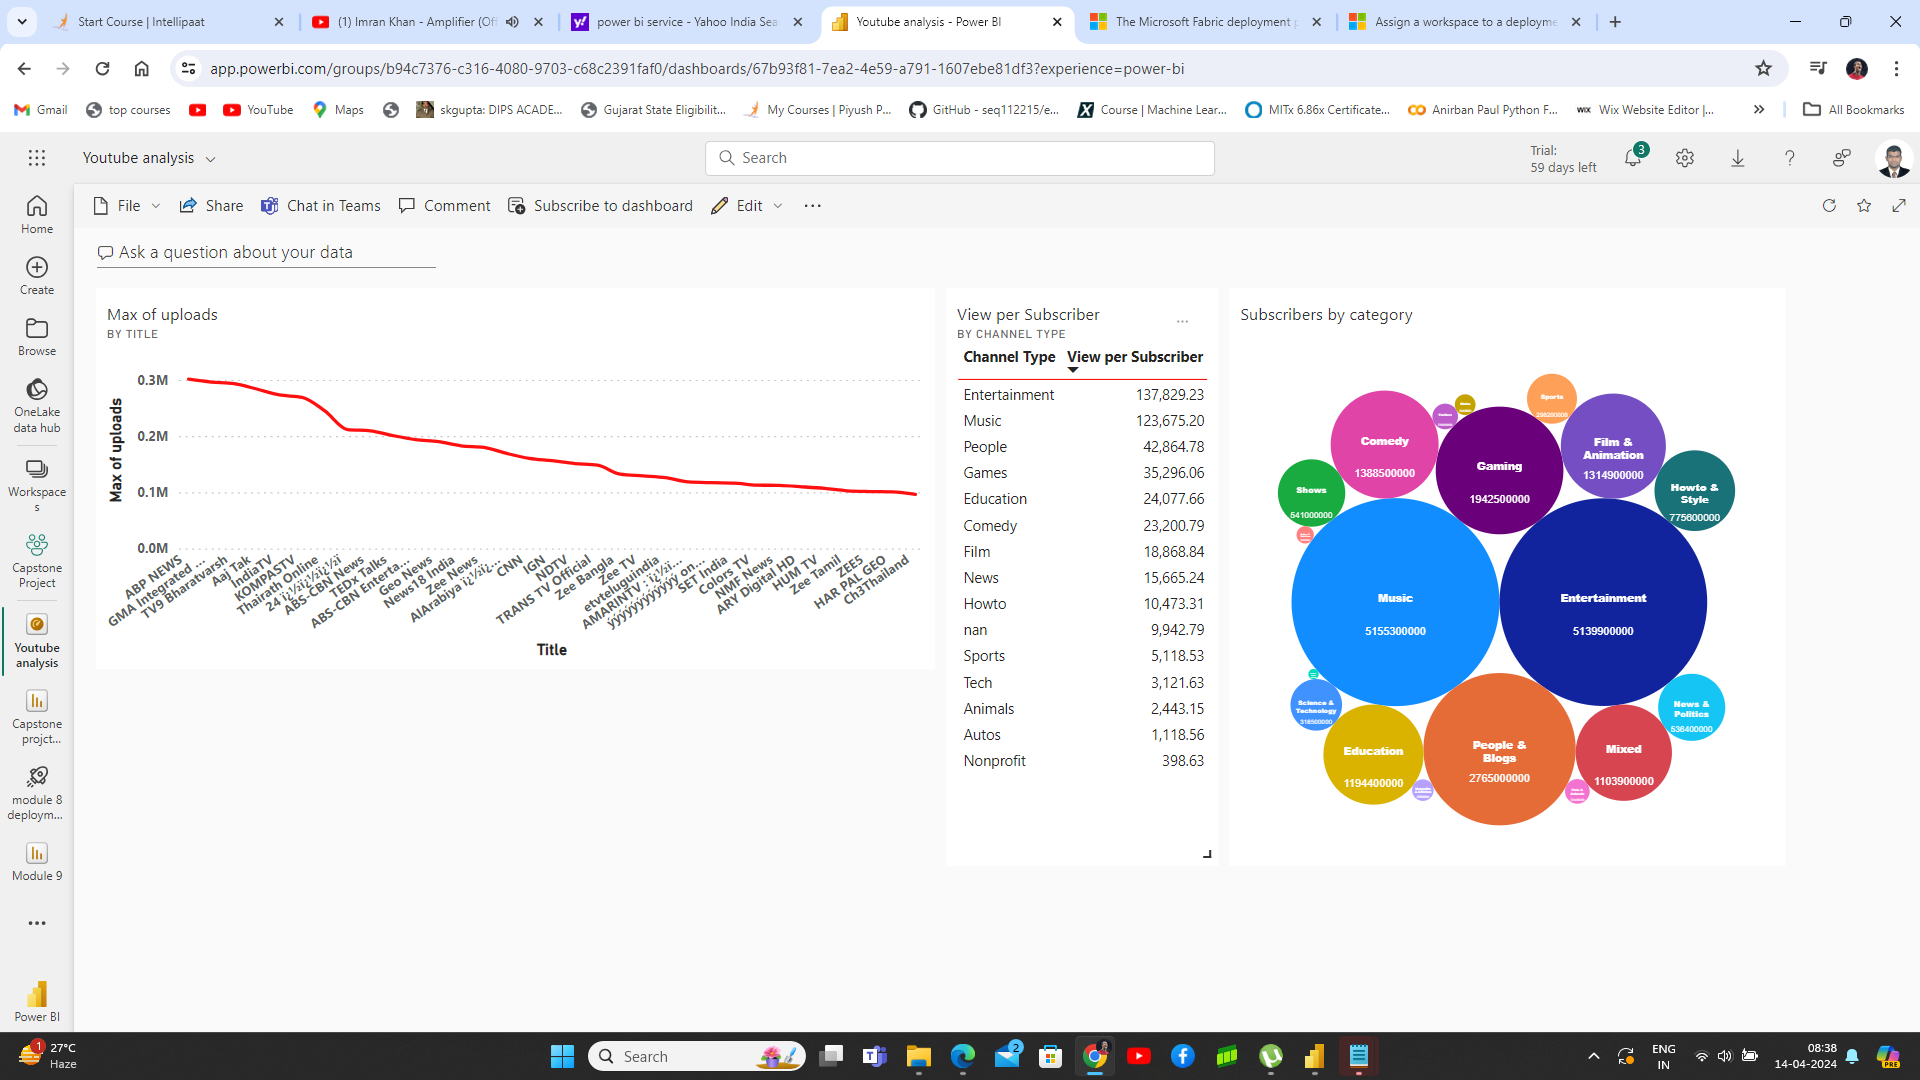 Start Course | Intellipaat
(1) Imran Khan - Amplifier (Off
power bi service - Yahoo India Sea
Youtube analysis - Power BI
The Microsoft Fabric deployment p
Assign a workspace to a deployme
app.powerbi.com/groups/b94c7376-c316-4080-9703-c68c2391faf0/dashboards/67b93f81-7ea2-4e59-a791-1607ebe81df3?experience=power-bi
Gmail
top courses
YouTube
Maps
skgupta: DIPS ACADE...
Gujarat State Eligibilit...
My Courses | Piyush P...
GitHub - seq112215/e...
Course | Machine Lear...
MITx 6.86x Certificate...
Anirban Paul Python F...
WIX Wix Website Editor |...
All Bookmarks
Youtube analysis
Search
Trial:
59 days left
3
File
Share
Chat in Teams
Comment
Subscribe to dashboard
Edit
Home
Create
Browse
OneLake
data hub
Workspace
s
Capstone
Project
Youtube
analysis
Capstone
projct...
module 8
deploym...
Module 9
Power BI
Ask a question about your data
Max of uploads
BY TITLE
Max of uploads
0.3M
0.2M
0.1M
0.0M
ABP NEWS
GMA Integrated ...
TV9 Bharatvarsh
Aaj Tak
IndiaTV
KOMPASTV
Thairath Online
24 ï¿½ï¿½ï¿½ï¿½ï
ABS-CBN News
TEDx Talks
ABS-CBN Enterta...
Geo News
News18 India
Zee News
AlArabiya ï¿½ï¿...
CNN
IGN
NDTV
TRANS TV Official
Zee Bangla
Zee TV
etvteluguindia
AMARINTV : ï¿½ï...
ýýýýýýýýýýý on...
SET India
Colors TV
NMF News
ARY Digital HD
HUM TV
Zee Tamil
ZEE5
HAR PAL GEO
Ch3Thailand
Title
View per Subscriber
BY CHANNEL TYPE
Channel Type View per Subscriber
Entertainment 137,829.23
Music 123,675.20
People 42,864.78
Games 35,296.06
Education 24,077.66
Comedy 23,200.79
Film 18,868.84
News 15,665.24
Howto 10,473.31
nan 9,942.79
Sports 5,118.53
Tech 3,121.63
Animals 2,443.15
Autos 1,118.56
Nonprofit 398.63
Subscribers by category
Sports
Comedy
1388500000
Gaming
1942500000
Film &
Animation
1314900000
Shows
541000000
Howto &
Style
775600000
Music
5155300000
Entertainment
5139900000
Science &
Technology
News &
Politics
536400000
Education
1194400000
People &
Blogs
2765000000
Mixed
1103900000
1
27°C
Haze
Search
2
ENG
IN
08:38
14-04-2024
PRE